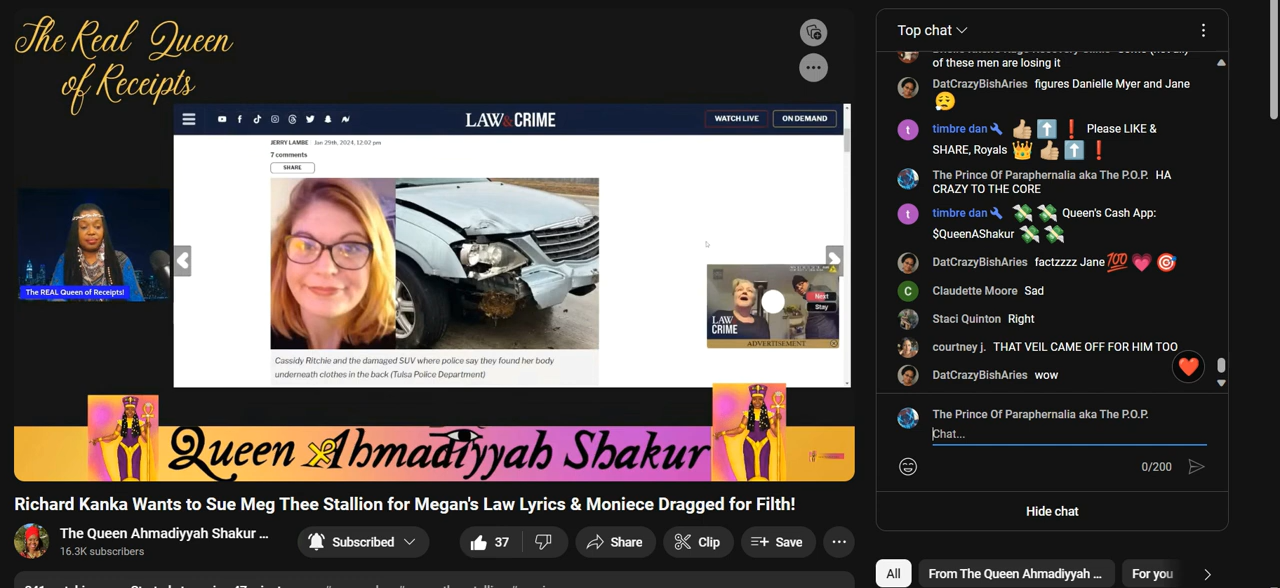 The Real Queen
of Receipts
LAW&CRIME
WATCH LIVE
ON DEMAND
JERRY LAMBE Jan 29th, 2024, 12:02 pm
7 comments
SHARE
The REAL Queen of Receipts!
Next
Stay
LAW
CRIME
ADVERTISEMENT
Cassidy Ritchie and the damaged SUV where police say they found her body
underneath clothes in the back (Tulsa Police Department)
Queen Ahmadiyyah Shakur
Richard Kanka Wants to Sue Meg Thee Stallion for Megan's Law Lyrics & Moniece Dragged for Filth!
The Queen Ahmadiyyah Shakur ...
16.3K subscribers
Subscribed
37
Share
Clip
Save
Top chat
of these men are losing it
DatCrazyBishAries figures Danielle Myer and Jane
😮‍💨
timbre dan 👍🏼 ⬆️ ❗ Please LIKE &
SHARE, Royals 👑 👍🏼 ⬆️ ❗
The Prince Of Paraphernalia aka The P.O.P. HA
CRAZY TO THE CORE
timbre dan 💸 💸 Queen's Cash App:
$QueenAShakur 💸 💸
DatCrazyBishAries factzzzz Jane 💯 💗 🎯
Claudette Moore Sad
Staci Quinton Right
courtney j. THAT VEIL CAME OFF FOR HIM TOO
DatCrazyBishAries wow
The Prince Of Paraphernalia aka The P.O.P.
Chat...
0/200
Hide chat
All
From The Queen Ahmadiyyah ...
For you